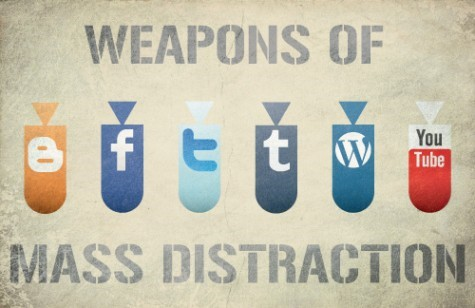 WEAPONS OF
B f t t W You
Tube
MASS DISTRACTION